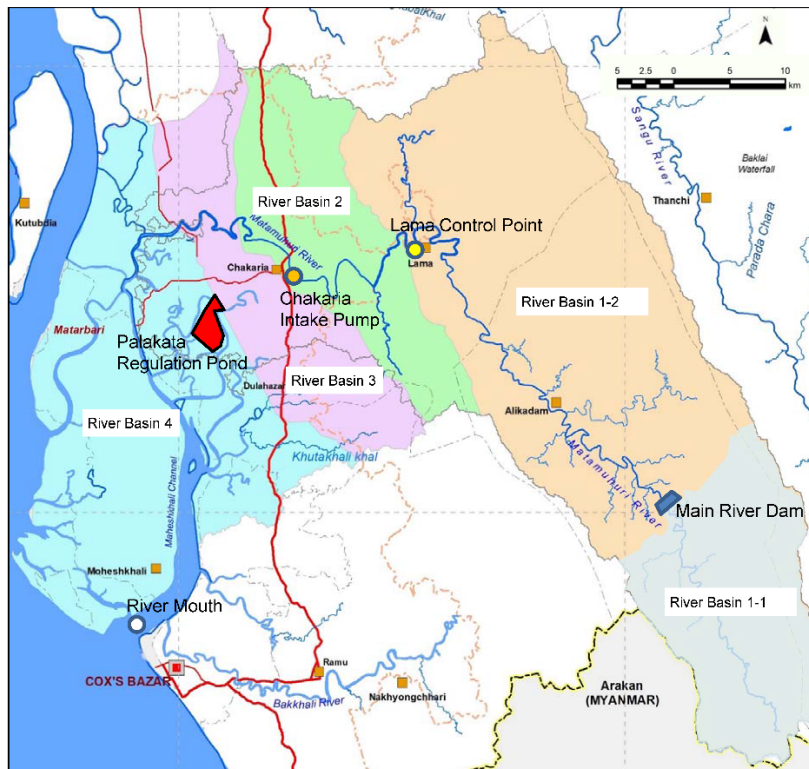 N
5 2.5 0 5 10
km
Sangu River
Baklai
Waterfall
Kutubdia
Thanchi
Parada Chara
River Basin 2
Matamuhuri River
Lama Control Point
Lama
Chakaria
Chakaria
Intake Pump
River Basin 1-2
Matarbari
Palakata
Regulation Pond
Dulahazar
River Basin 3
Alikadam
River Basin 4
Khutakhali khal
Matamuhuri River
Maheshkhali Channel
Main River Dam
Moheshkhali
River Mouth
River Basin 1-1
COX'S BAZAR
Ramu
Bakkhali River
Nakhyongchhari
Arakan
(MYANMAR)